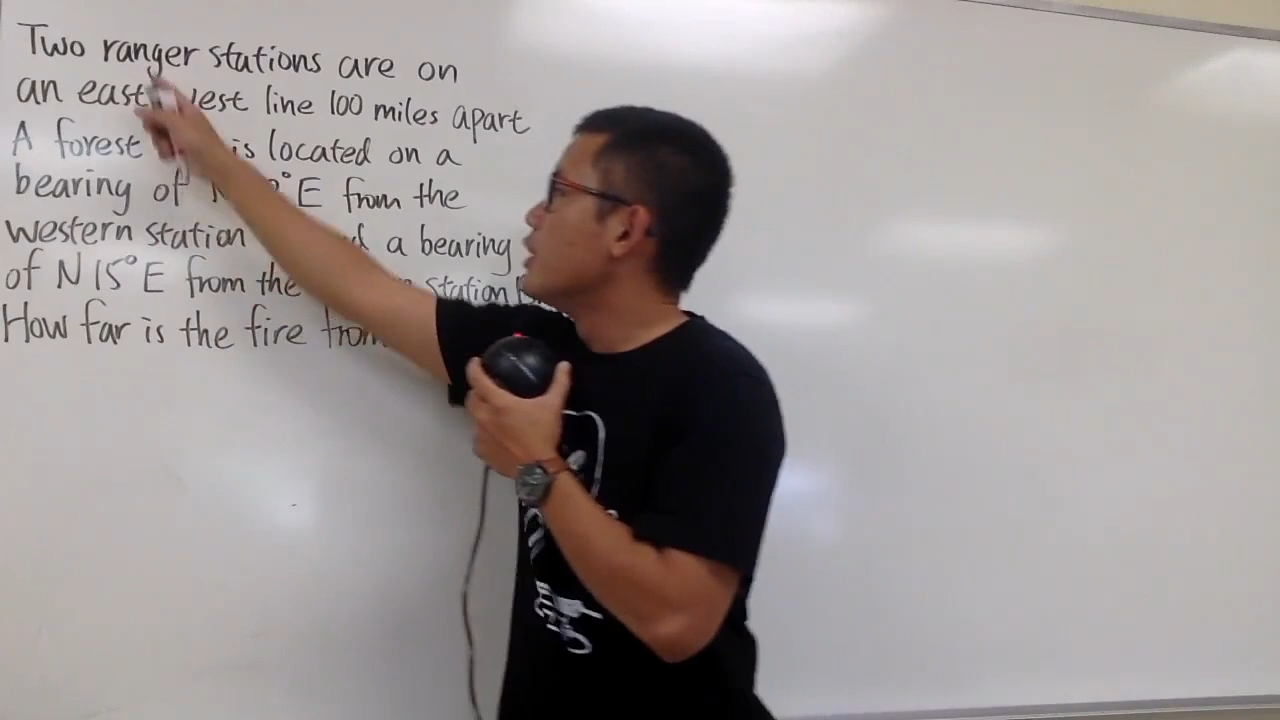 Two ranger stations are on
an east west line 100 miles apart
A forest is located on a
bearing of N °E from the
western station a bearing
of N15°E from the station
How far is the fire from